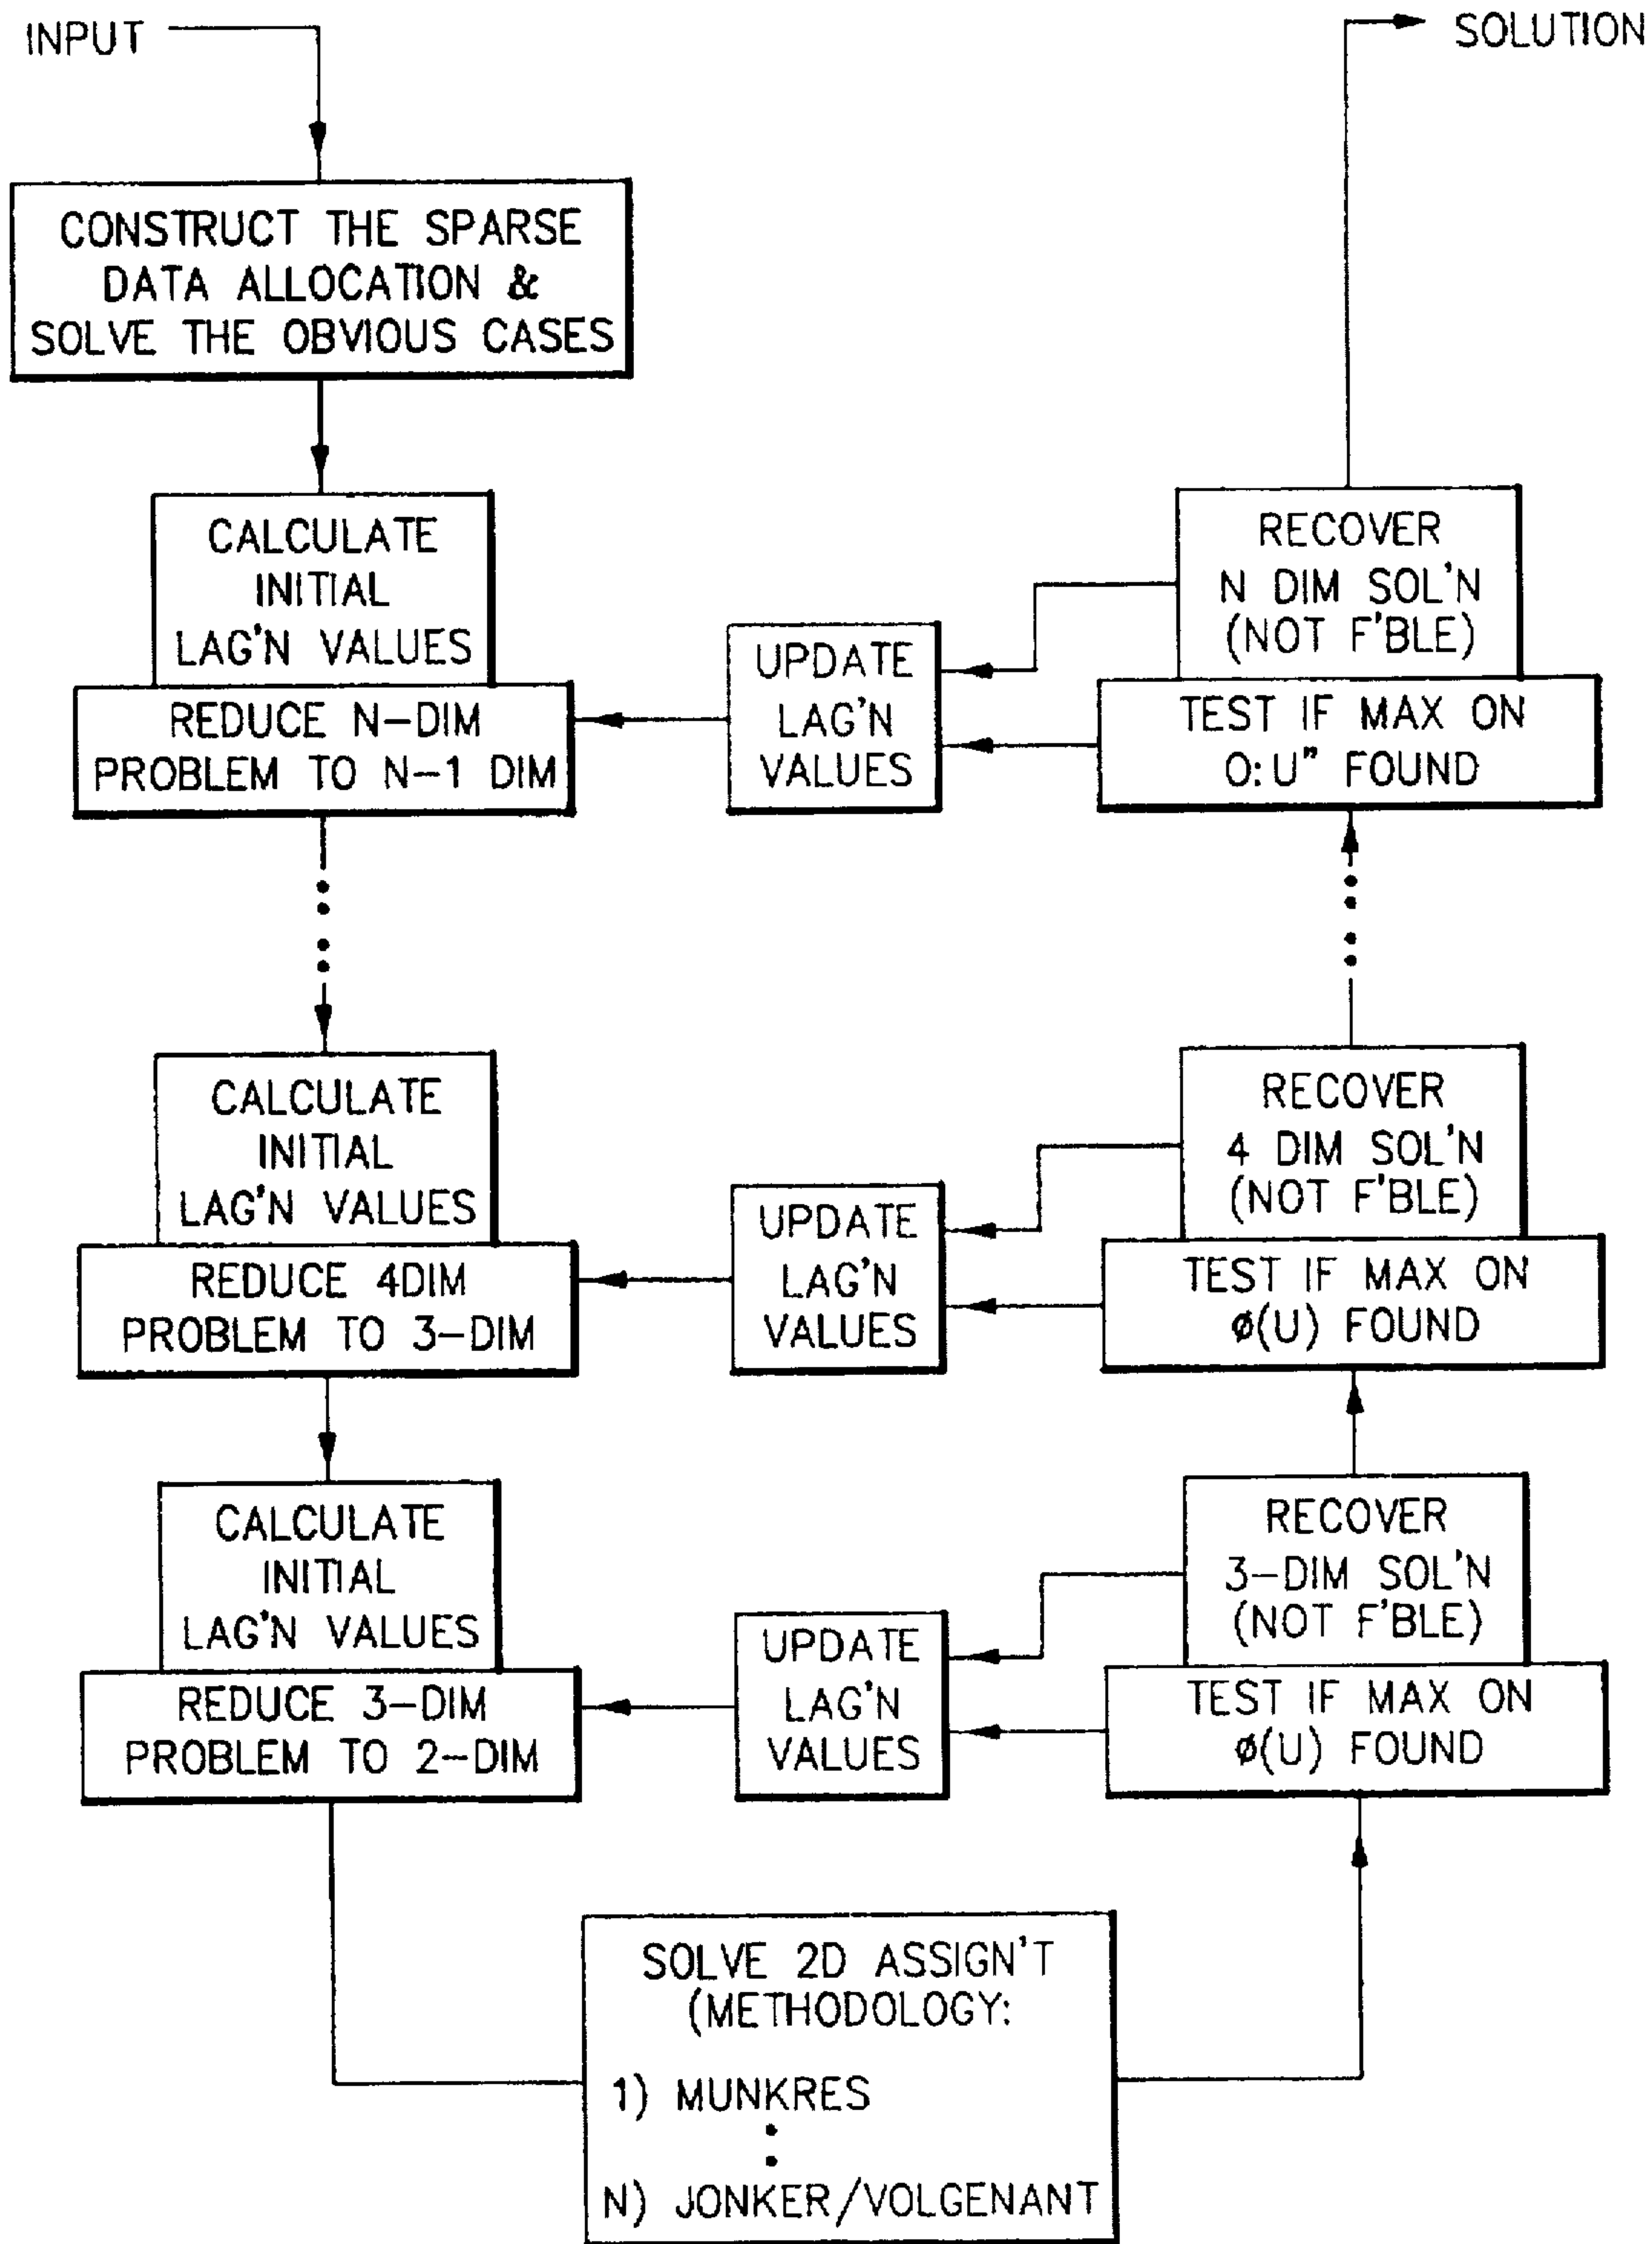 INPUT
SOLUTION
CONSTRUCT THE SPARSE
DATA ALLOCATION &
SOLVE THE OBVIOUS CASES
CALCULATE
INITIAL
LAG'N VALUES
REDUCE N-DIM
PROBLEM TO N-1 DIM
UPDATE
LAG'N
VALUES
RECOVER
N DIM SOL'N
(NOT F'BLE)
TEST IF MAX ON
O:U" FOUND
CALCULATE
INITIAL
LAG'N VALUES
REDUCE 4DIM
PROBLEM TO 3-DIM
UPDATE
LAG'N
VALUES
RECOVER
4 DIM SOL'N
(NOT F'BLE)
TEST IF MAX ON
ø(U) FOUND
CALCULATE
INITIAL
LAG'N VALUES
REDUCE 3-DIM
PROBLEM TO 2-DIM
UPDATE
LAG'N
VALUES
RECOVER
3-DIM SOL'N
(NOT F'BLE)
TEST IF MAX ON
ø(U) FOUND
SOLVE 2D ASSIGN'T
(METHODOLOGY:
1) MUNKRES
N) JONKER/VOLGENANT